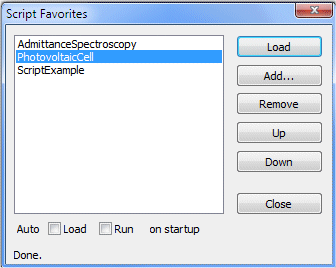 Script Favorites
AdmittanceSpectroscopy
PhotovoltaicCell
ScriptExample
Load
Add...
Remove
Up
Down
Close
Auto Load Run on startup
Done.